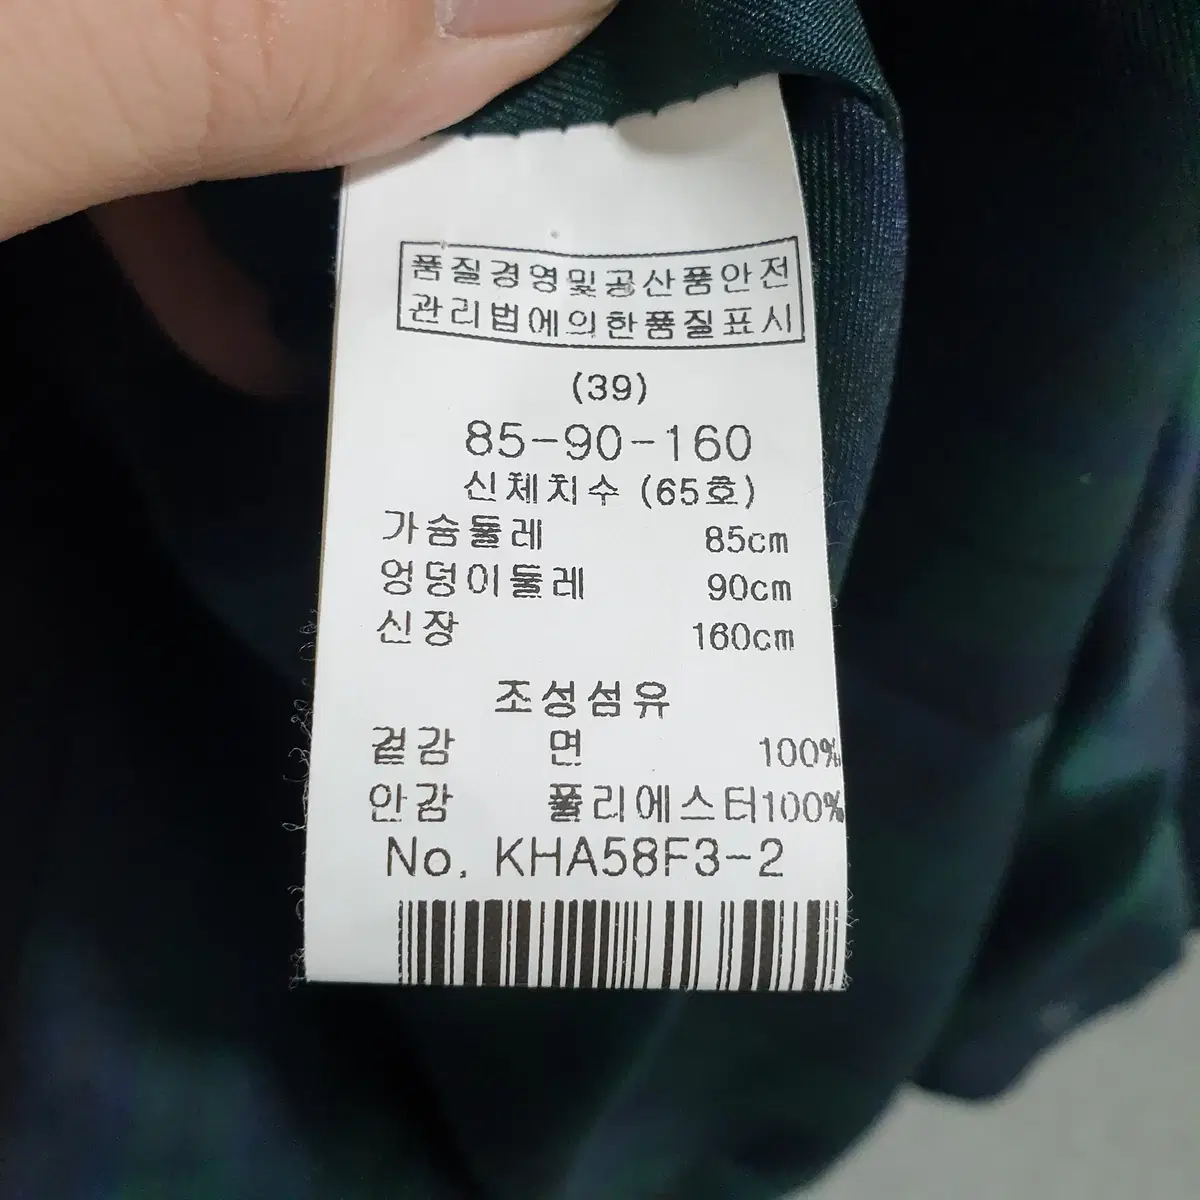 품질경영및공산품안전
관리법에의한품질표시
(39)
85-90-160
신체치수 (65호)
가슴둘레 85cm
엉덩이둘레 90cm
신장 160cm
조성섬유
겉감 면 100%
안감 폴리에스터100%
No. KHA58F3-2